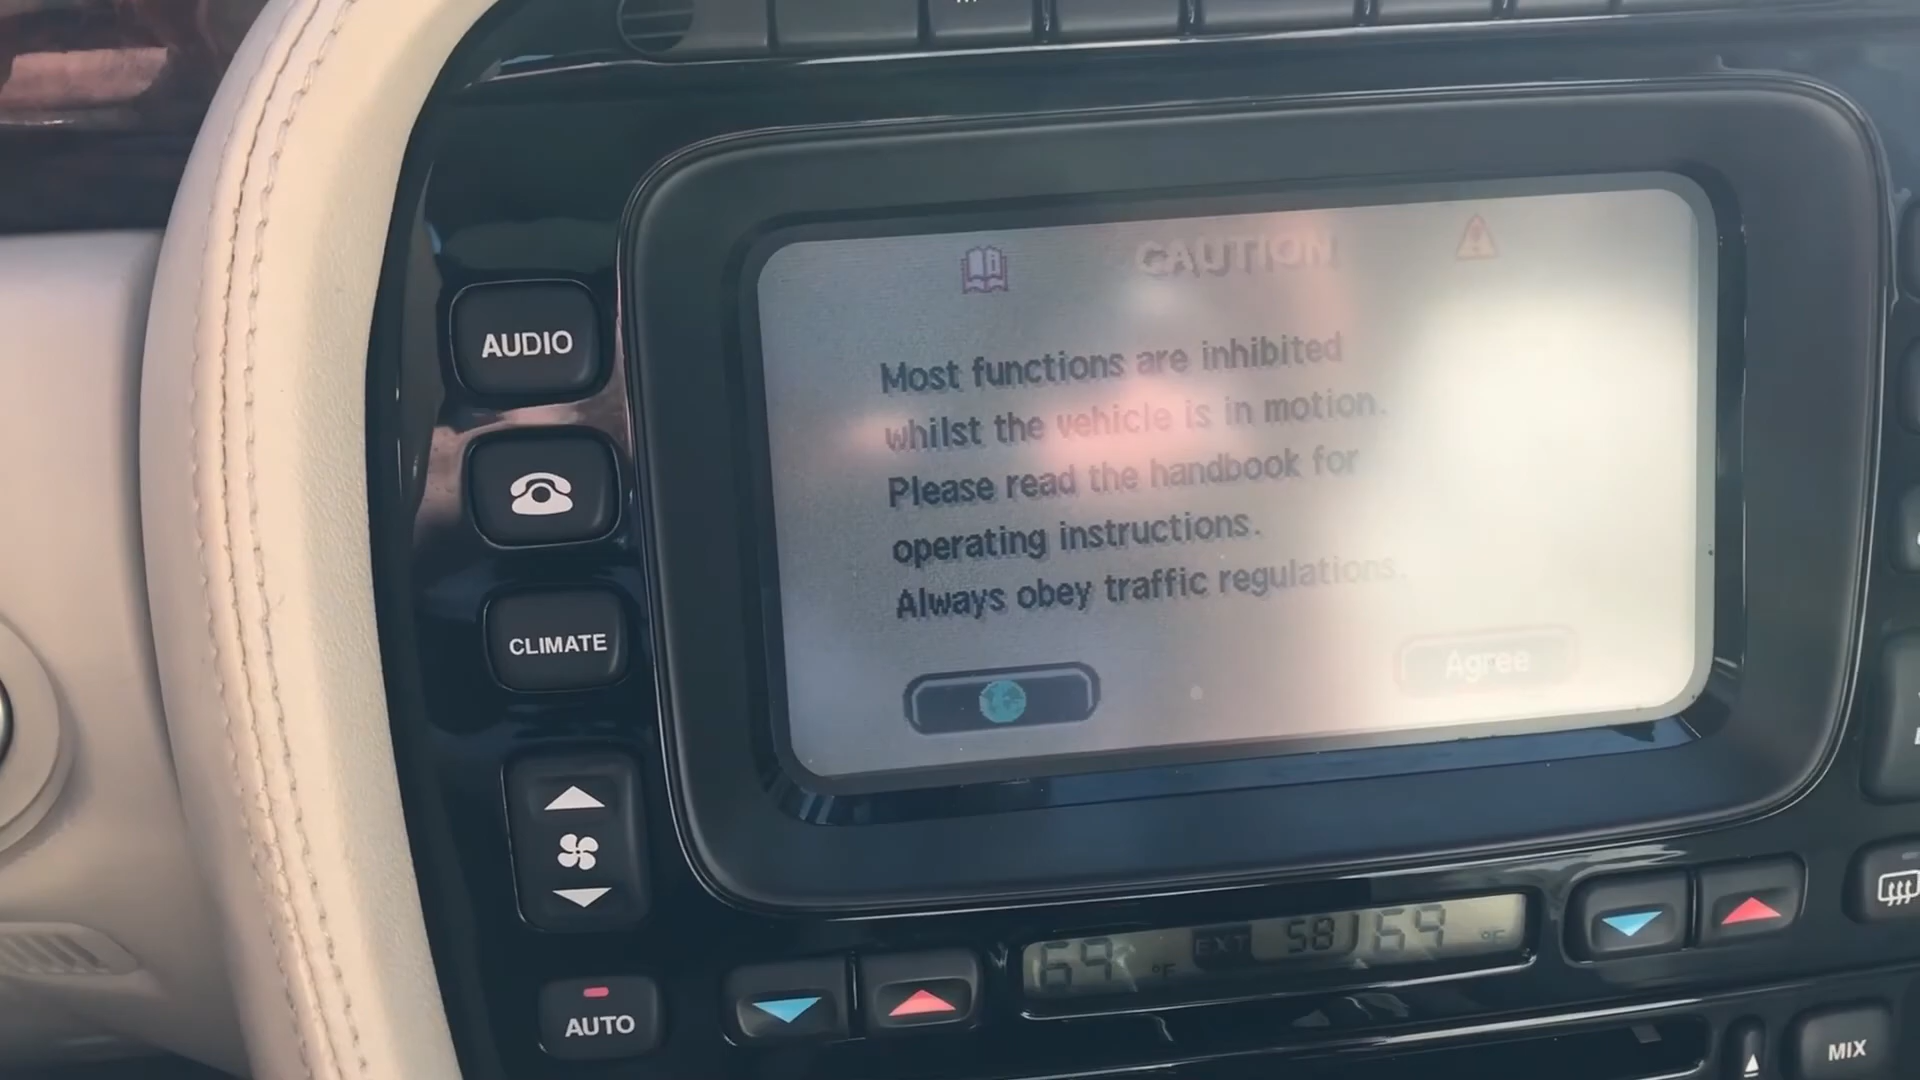 CAUTION
AUDIO
Most functions are inhibited
whilst the vehicle is in motion.
Please read the handbook for
operating instructions.
Always obey traffic regulations.
CLIMATE
Agree
69 °F EXT 58 69 °F
AUTO
MIX